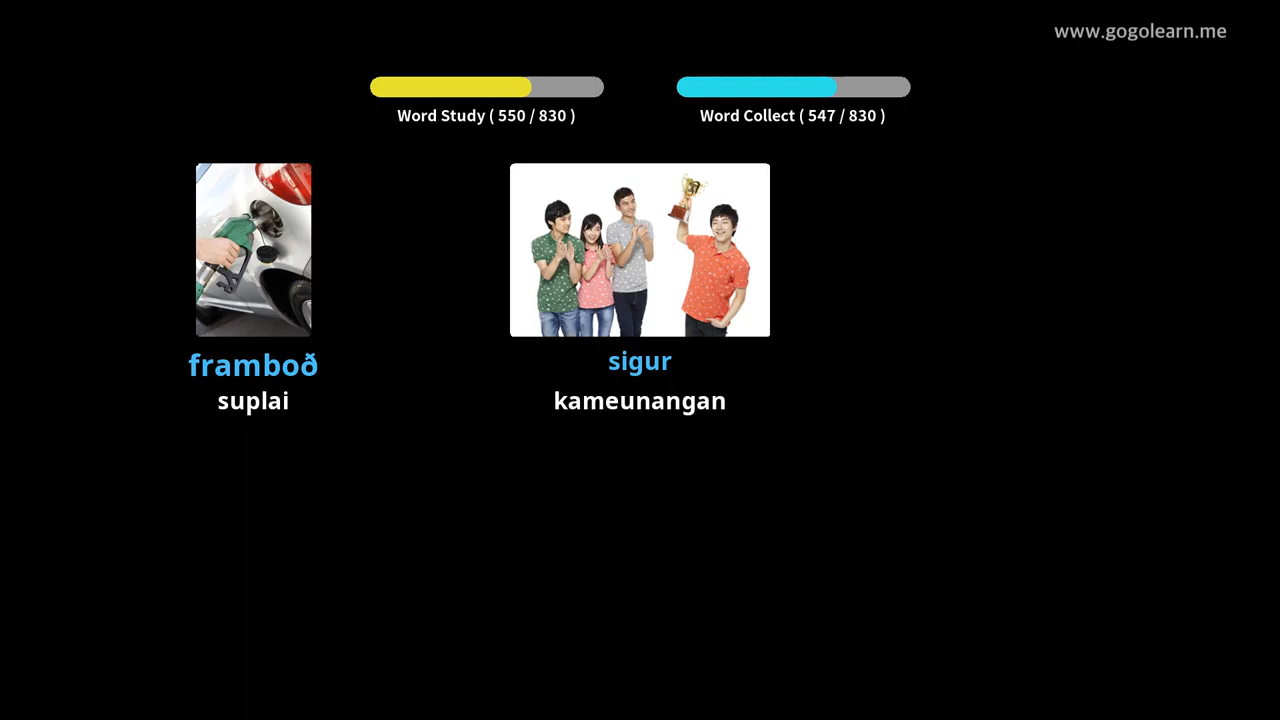 www.gogolearn.me
Word Study ( 550 / 830 )
Word Collect ( 547 / 830 )
framboð
suplai
sigur
kameunangan